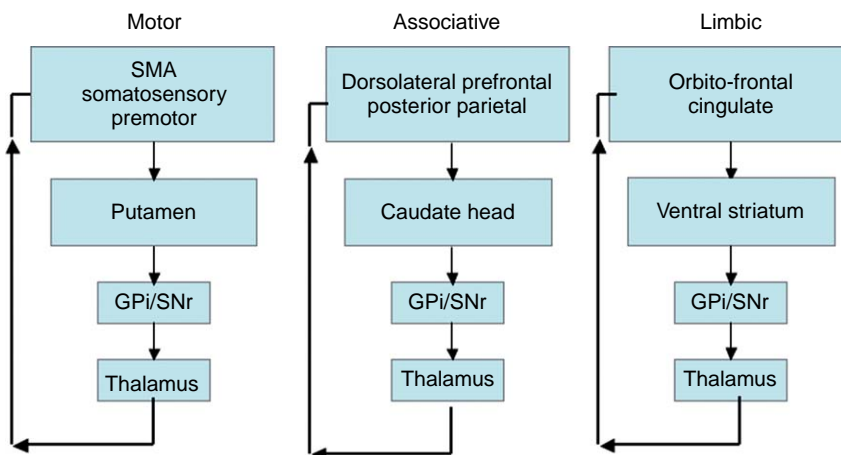 Motor
SMA
somatosensory
premotor
Putamen
GPi/SNr
Thalamus
Associative
Dorsolateral prefrontal
posterior parietal
Caudate head
GPi/SNr
Thalamus
Limbic
Orbito-frontal
cingulate
Ventral striatum
GPi/SNr
Thalamus